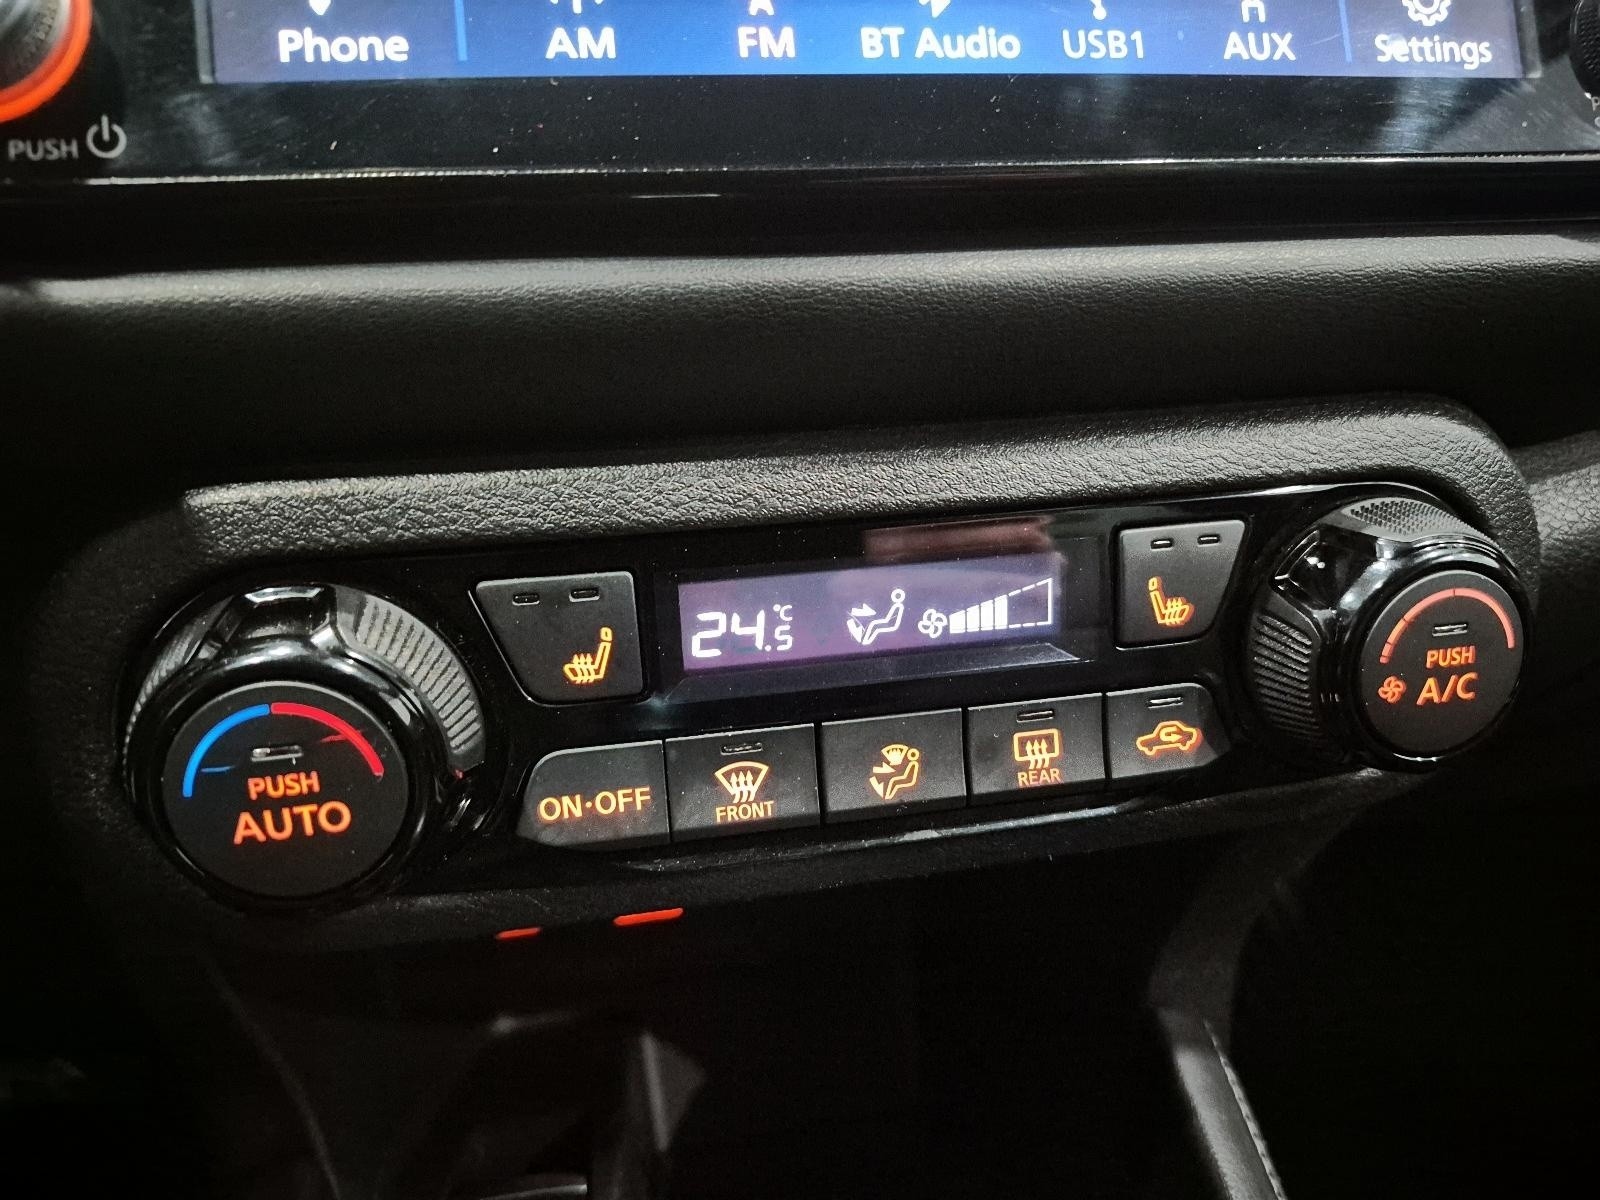 Phone AM FM BT Audio USB1 AUX Settings
PUSH
24.5 °C
PUSH
AUTO
ON·OFF
FRONT
REAR
PUSH
A/C